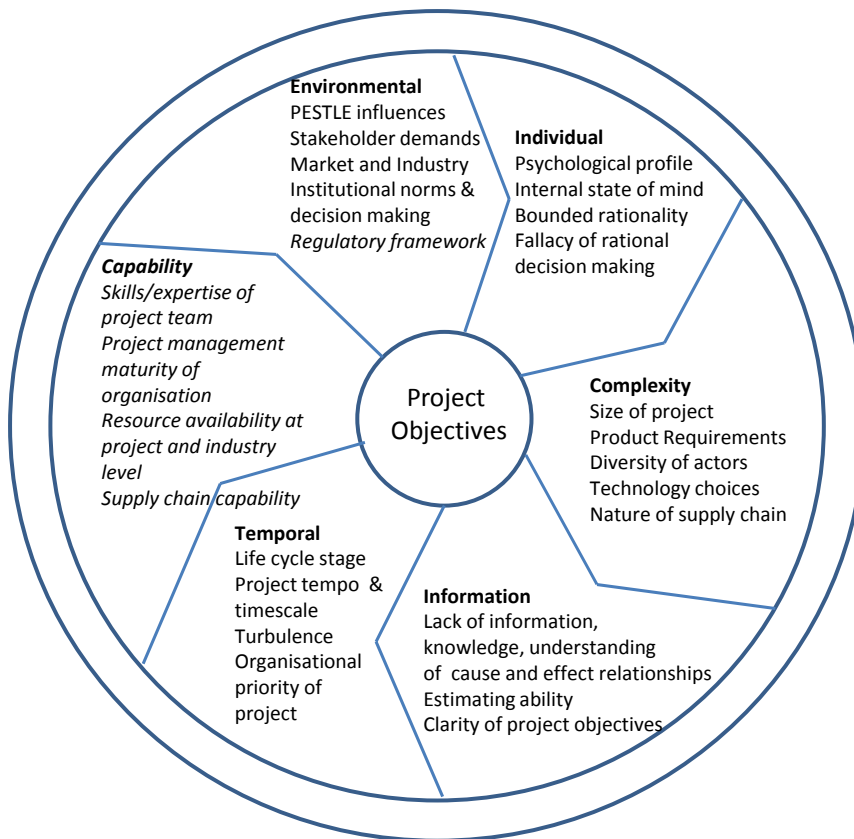 Environmental
PESTLE influences
Stakeholder demands
Market and Industry
Institutional norms &
decision making
Regulatory framework
Individual
Psychological profile
Internal state of mind
Bounded rationality
Fallacy of rational
decision making
Capability
Skills/expertise of
project team
Project management
maturity of
organisation
Resource availability at
project and industry
level
Supply chain capability
Project
Objectives
Complexity
Size of project
Product Requirements
Diversity of actors
Technology choices
Nature of supply chain
Temporal
Life cycle stage
Project tempo &
timescale
Turbulence
Organisational
priority of
project
Information
Lack of information,
knowledge, understanding
of cause and effect relationships
Estimating ability
Clarity of project objectives